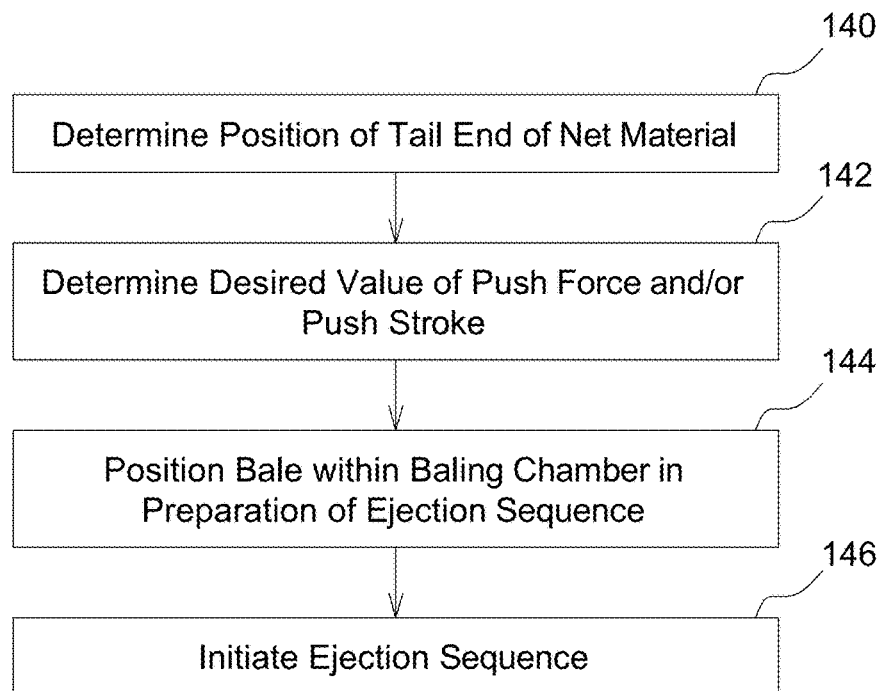 140
Determine Position of Tail End of Net Material
142
Determine Desired Value of Push Force and/or
Push Stroke
144
Position Bale within Baling Chamber in
Preparation of Ejection Sequence
146
Initiate Ejection Sequence